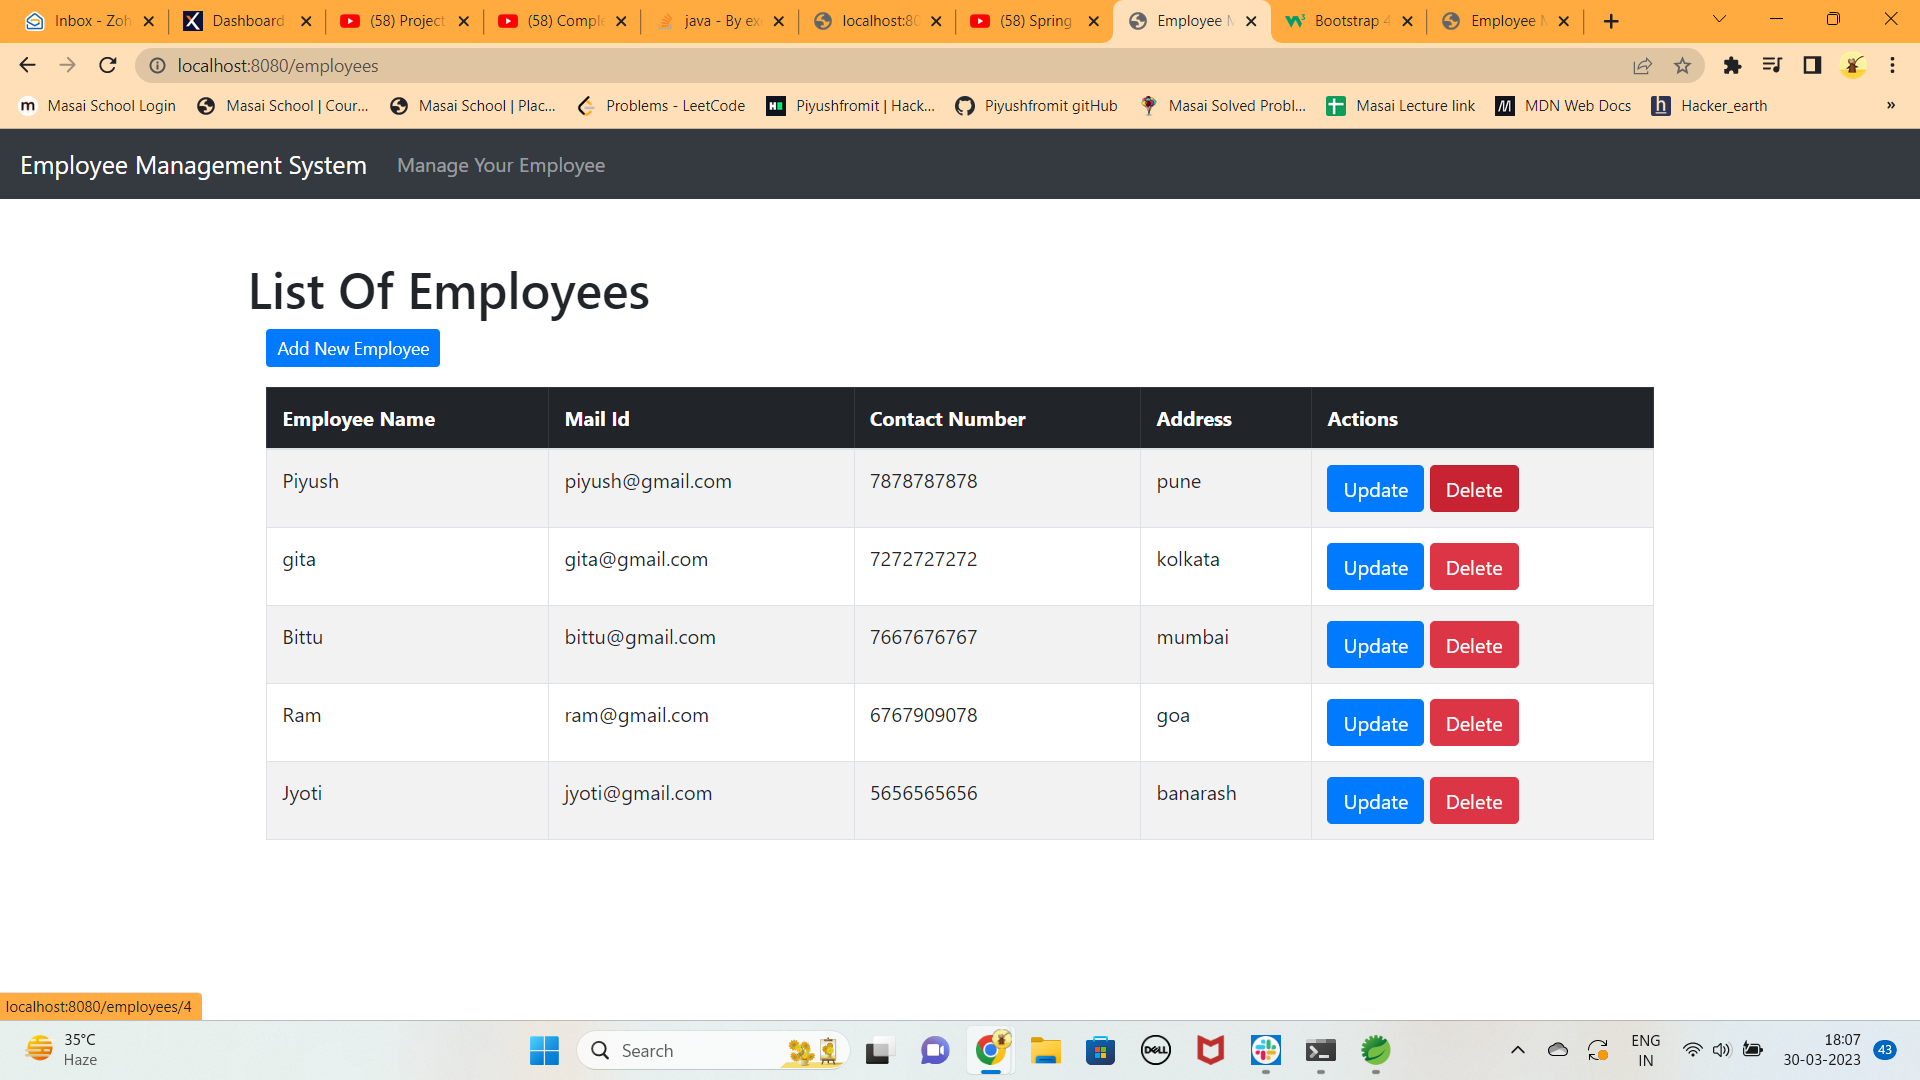 Inbox - Zoh
Dashboard
(58) Project
(58) Comple
java - By ex
localhost:80
(58) Spring
Employee M
Bootstrap 4
Employee M
localhost:8080/employees
Masai School Login
Masai School | Cour...
Masai School | Plac...
Problems - LeetCode
Piyushfromit | Hack...
Piyushfromit gitHub
Masai Solved Probl...
Masai Lecture link
MDN Web Docs
Hacker_earth
»
Employee Management System
Manage Your Employee
List Of Employees
Add New Employee
Employee Name Mail Id Contact Number Address Actions
Piyush piyush@gmail.com 7878787878 pune Update Delete
gita gita@gmail.com 7272727272 kolkata Update Delete
Bittu bittu@gmail.com 7667676767 mumbai Update Delete
Ram ram@gmail.com 6767909078 goa Update Delete
Jyoti jyoti@gmail.com 5656565656 banarash Update Delete
localhost:8080/employees/4
35°C
Haze
Search
DELL
ENG
IN
18:07
30-03-2023
43